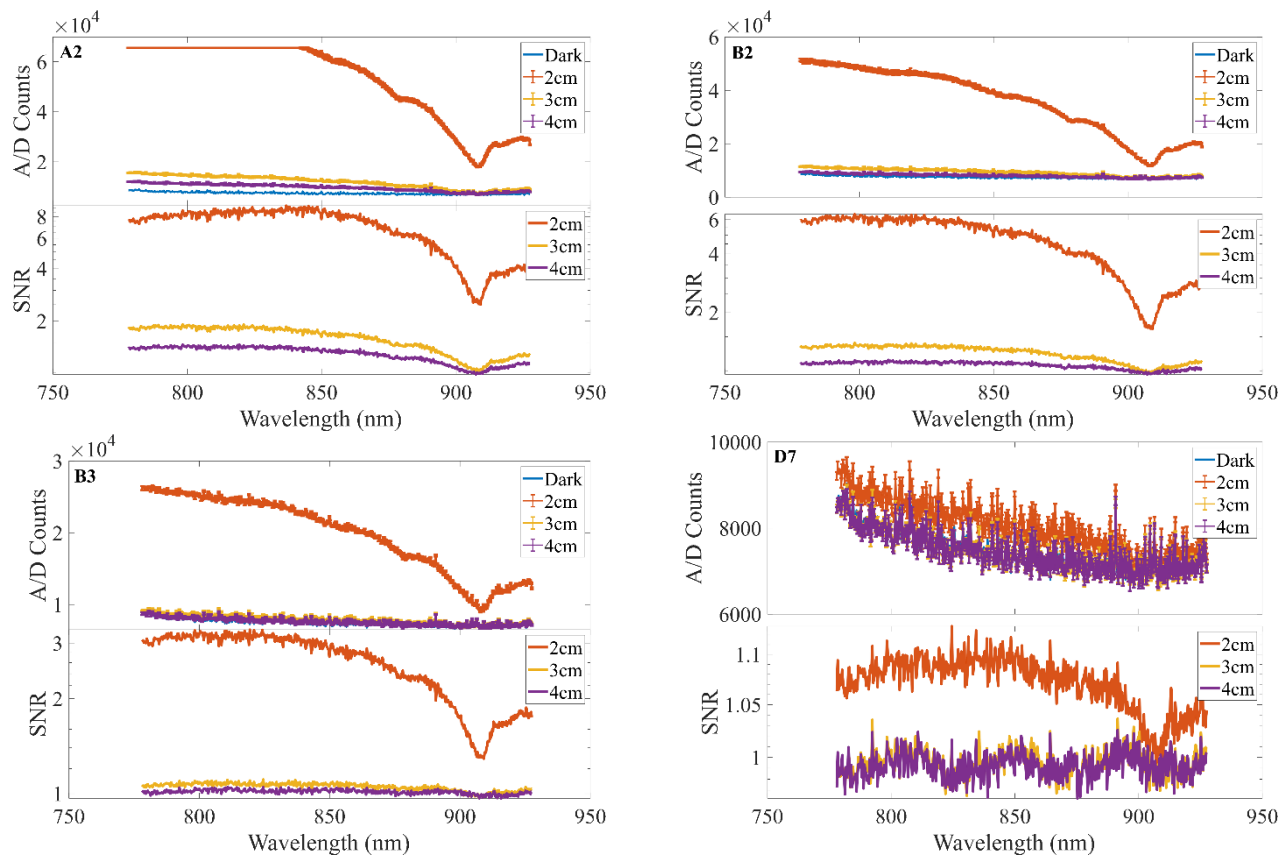 ×10⁴
A2
A/D Counts
6
4
2
Dark
2cm
3cm
4cm
SNR
8
6
4
2
2cm
3cm
4cm
750 800 850 900 950
Wavelength (nm)
×10⁴
B2
A/D Counts
6
4
2
0
Dark
2cm
3cm
4cm
SNR
6
4
2
2cm
3cm
4cm
750 800 850 900 950
Wavelength (nm)
×10⁴
B3
A/D Counts
3
2
1
Dark
2cm
3cm
4cm
SNR
3
2
1
2cm
3cm
4cm
750 800 850 900 950
Wavelength (nm)
D7
A/D Counts
10000
8000
6000
Dark
2cm
3cm
4cm
SNR
1.1
1.05
1
2cm
3cm
4cm
750 800 850 900 950
Wavelength (nm)